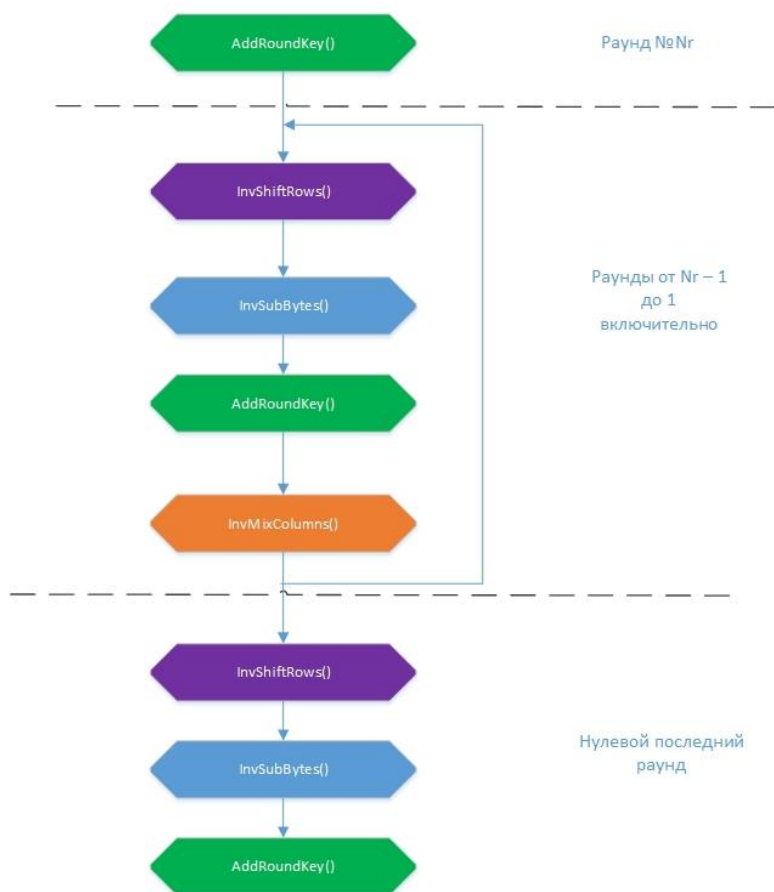 AddRoundKey()
Раунд №Nr
InvShiftRows()
InvSubBytes()
Раунды от Nr – 1
до 1
включительно
AddRoundKey()
InvMixColumns()
InvShiftRows()
InvSubBytes()
Нулевой последний
раунд
AddRoundKey()